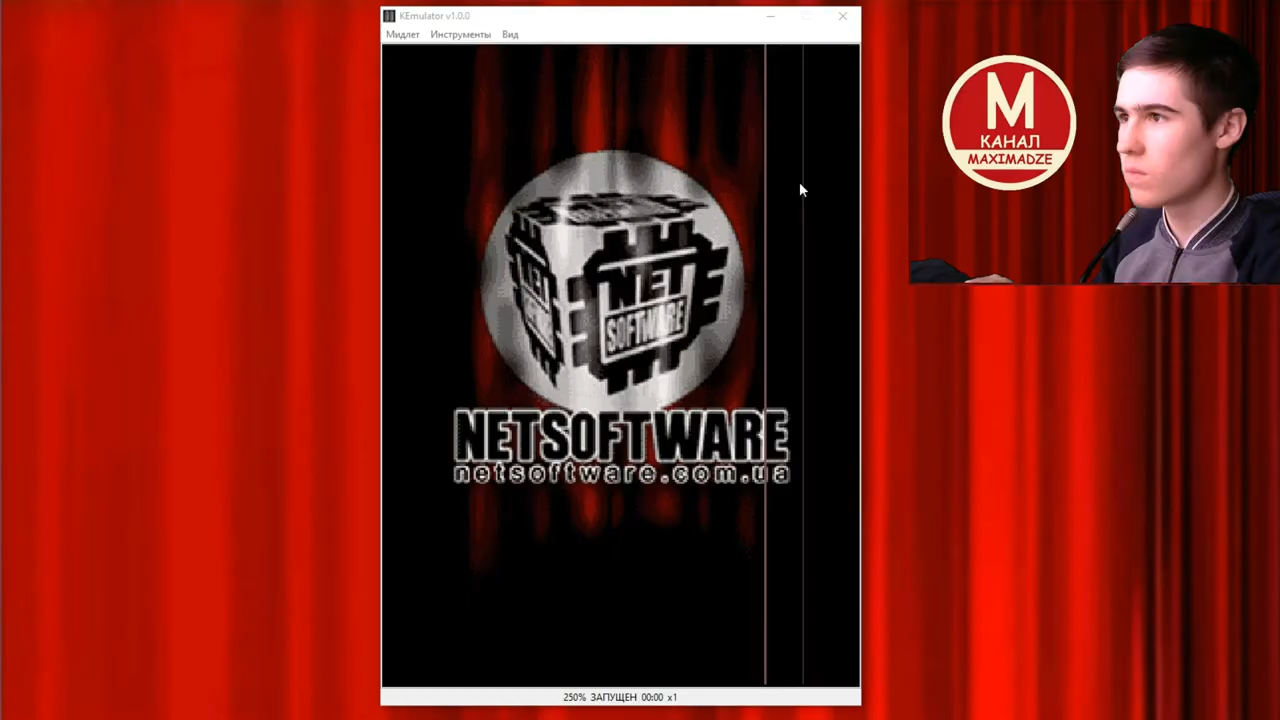 KEmulator v1.0.0
Мидлет Инструменты Вид
М
КАНАЛ
MAXIMADZE
NET
SOFTWARE
NETSOFTWARE
netsoftware.com.ua
250% ЗАПУЩЕН 00:00 x1